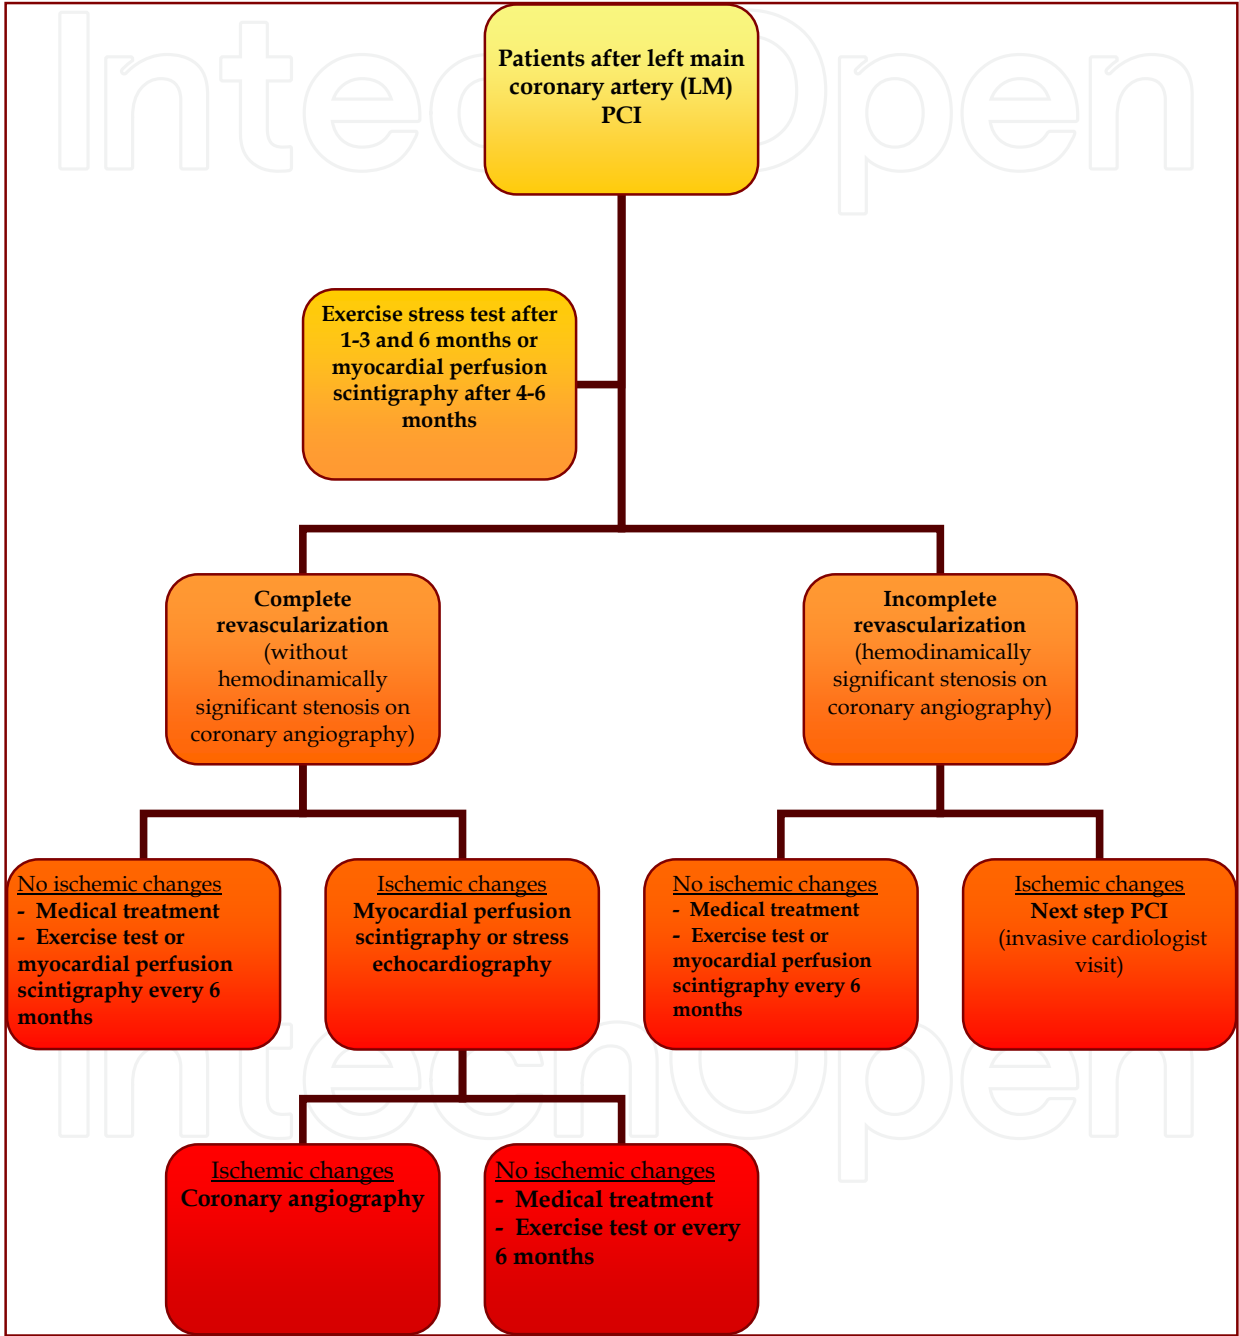 IntechOpen
Patients after left main
coronary artery (LM)
PCI
Exercise stress test after
1-3 and 6 months or
myocardial perfusion
scintigraphy after 4-6
months
Complete
revascularization
(without
hemodinamically
significant stenosis on
coronary angiography)
Incomplete
revascularization
(hemodinamically
significant stenosis on
coronary angiography)
No ischemic changes
- Medical treatment
- Exercise test or
myocardial perfusion
scintigraphy every 6
months
Ischemic changes
Myocardial perfusion
scintigraphy or stress
echocardiography
No ischemic changes
- Medical treatment
- Exercise test or
myocardial perfusion
scintigraphy every 6
months
Ischemic changes
Next step PCI
(invasive cardiologist
visit)
IntechOpen
Ischemic changes
Coronary angiography
No ischemic changes
- Medical treatment
- Exercise test or every
6 months